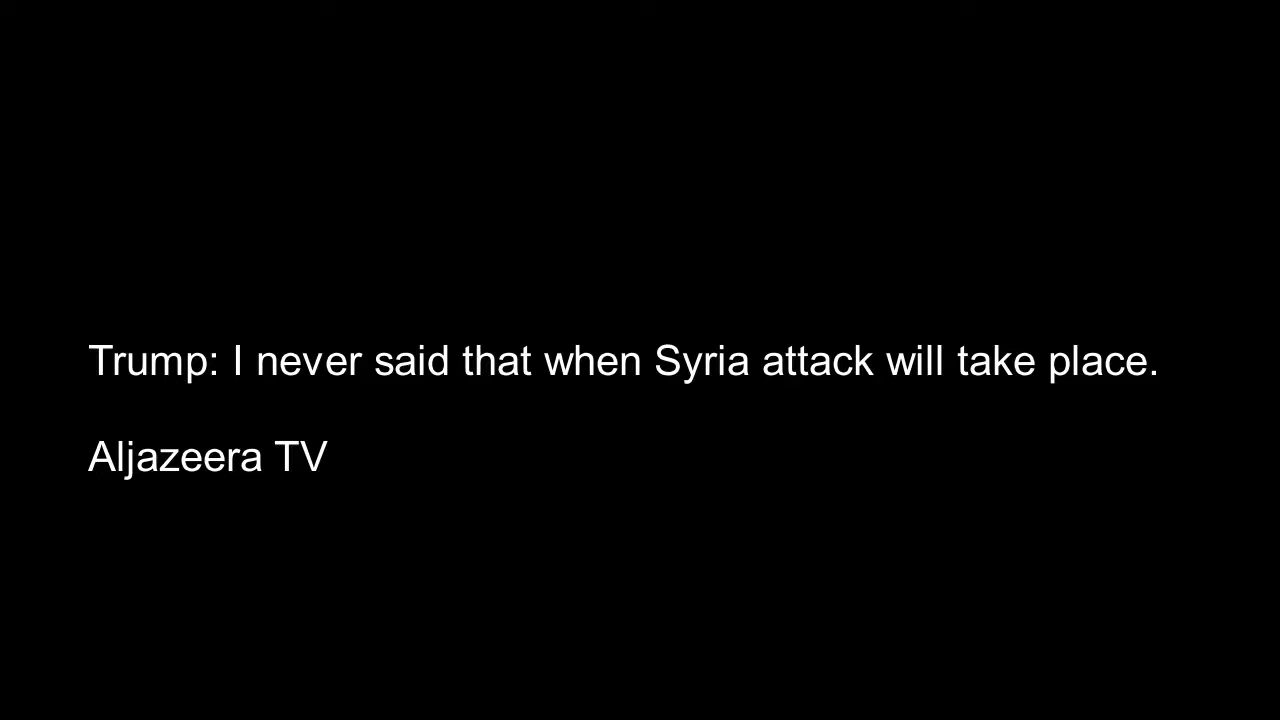 Trump: I never said that when Syria attack will take place.
Aljazeera TV